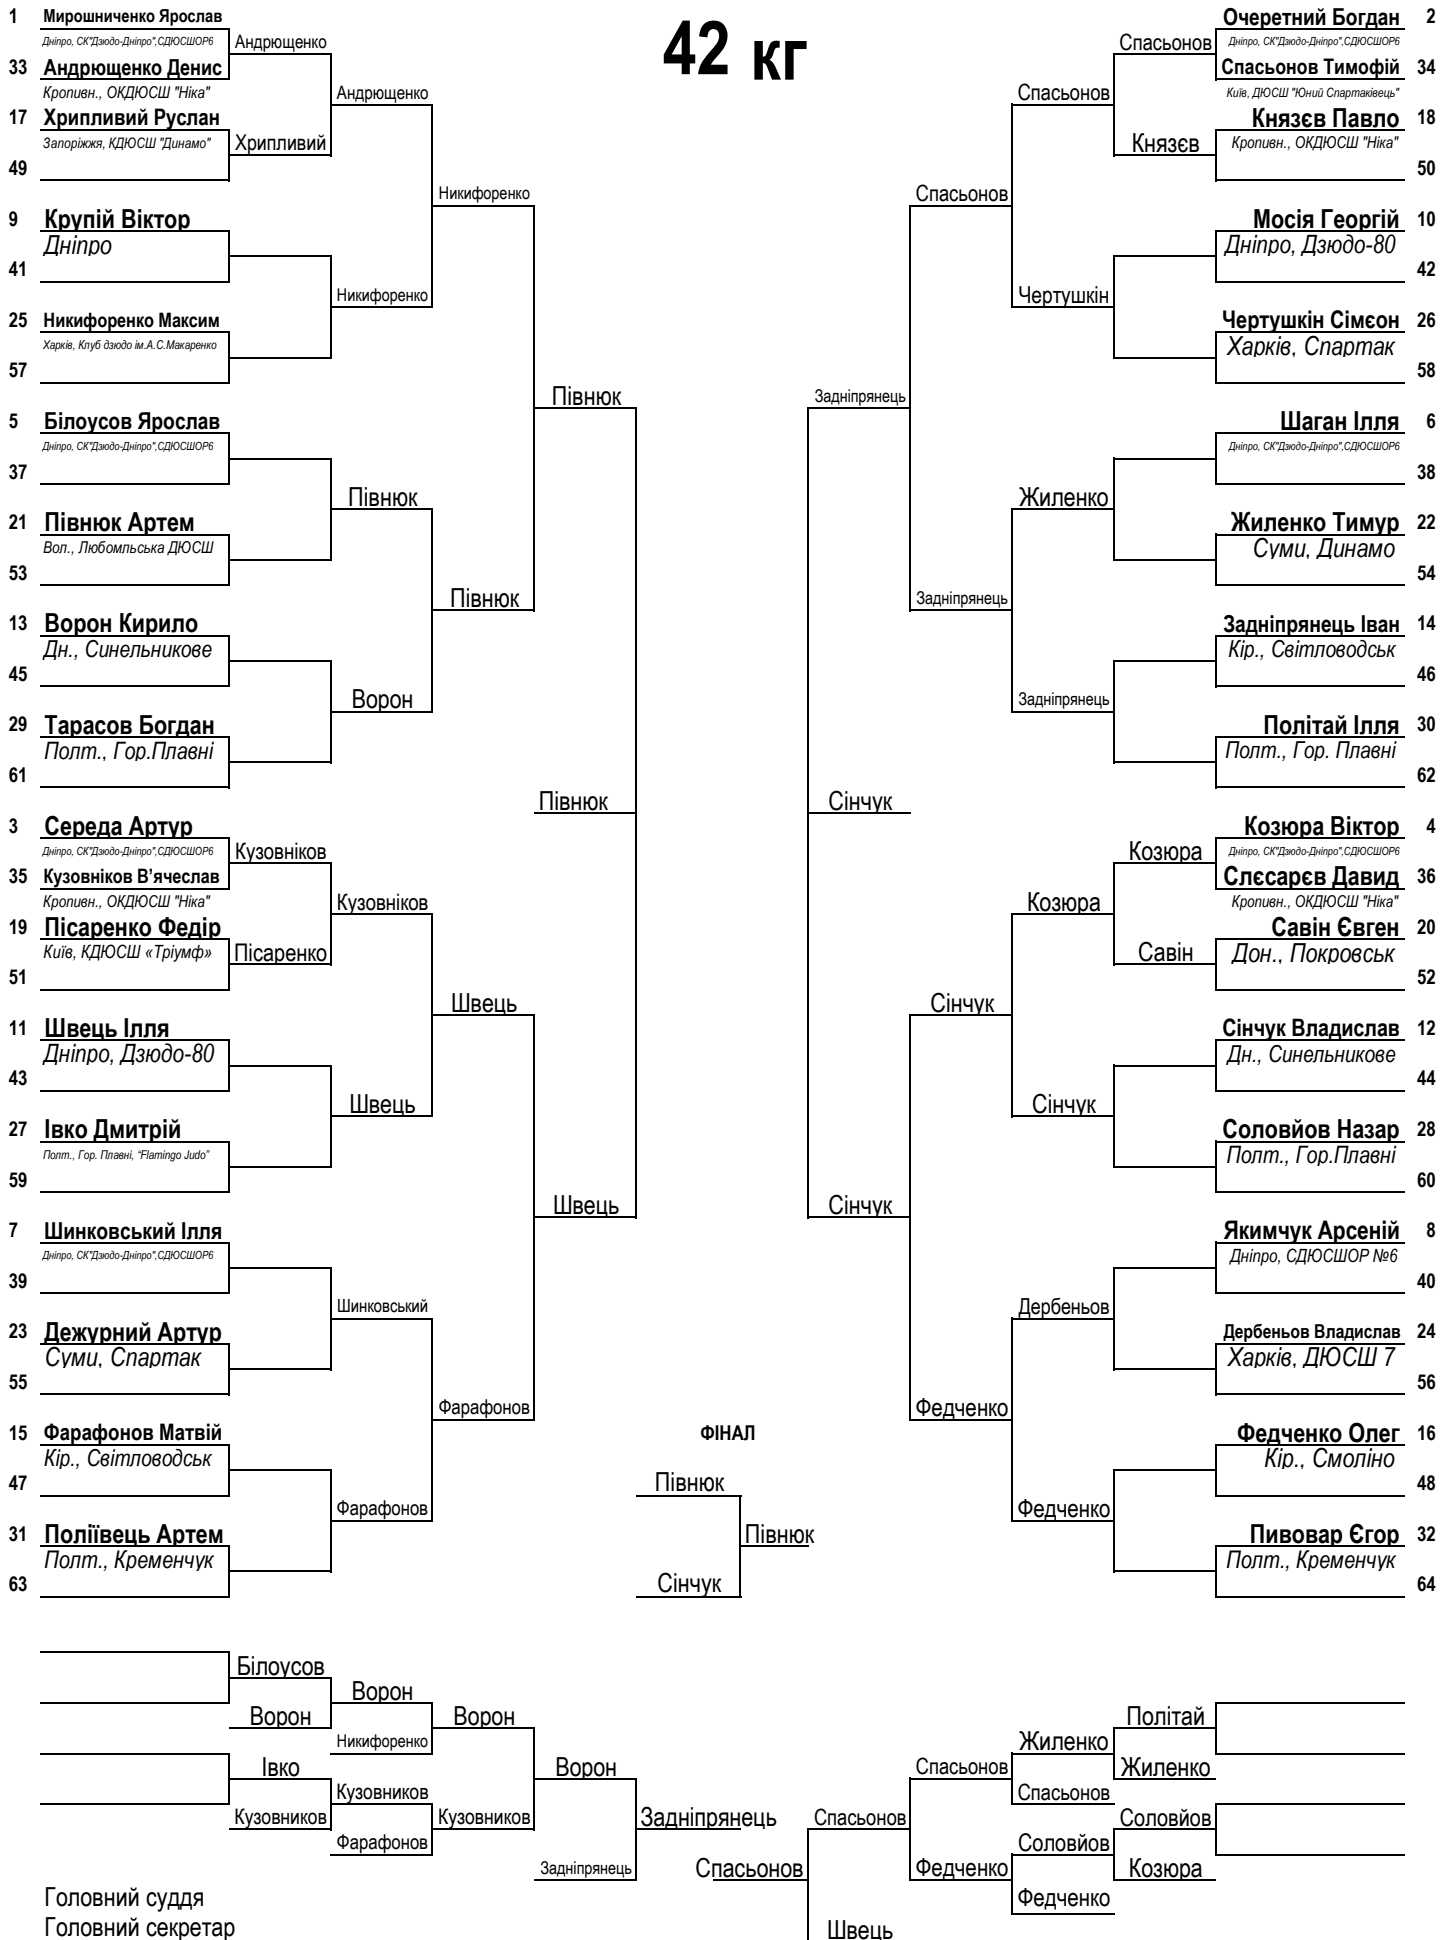 42 кг
1 Мирошниченко Ярослав
Дніпро, СК"Дзюдо-Дніпро",СДЮСШОР6
33 Андрющенко Денис
Кропивн., ОКДЮСШ "Ніка"
17 Хрипливий Руслан
Запоріжжя, КДЮСШ "Динамо"
49
9 Крупій Віктор
Дніпро
41
25 Никифоренко Максим
Харків, Клуб дзюдо ім.А.С.Макаренко
57
5 Білоусов Ярослав
Дніпро, СК"Дзюдо-Дніпро",СДЮСШОР6
37
21 Півнюк Артем
Вол., Любомльська ДЮСШ
53
13 Ворон Кирило
Дн., Синельникове
45
29 Тарасов Богдан
Полт., Гор.Плавні
61
3 Середа Артур
Дніпро, СК"Дзюдо-Дніпро",СДЮСШОР6
35 Кузовніков В’ячеслав
Кропивн., ОКДЮСШ "Ніка"
19 Пісаренко Федір
Київ, КДЮСШ «Тріумф»
51
11 Швець Ілля
Дніпро, Дзюдо-80
43
27 Івко Дмитрій
Полт., Гор. Плавні, “Flamingo Judo”
59
7 Шинковський Ілля
Дніпро, СК"Дзюдо-Дніпро",СДЮСШОР6
39
23 Дежурний Артур
Суми, Спартак
55
15 Фарафонов Матвій
Кір., Світловодськ
47
31 Поліївець Артем
Полт., Кременчук
63
Андрющенко
Хрипливий
Кузовніков
Пісаренко
Андрющенко
Никифоренко
Півнюк
Ворон
Кузовніков
Швець
Шинковський
Фарафонов
Никифоренко
Півнюк
Швець
Фарафонов
Півнюк
Швець
Півнюк
Очеретний Богдан 2
Дніпро, СК"Дзюдо-Дніпро",СДЮСШОР6
Спасьонов Тимофій 34
Київ, ДЮСШ "Юний Спартаківець"
Князєв Павло 18
Кропивн., ОКДЮСШ "Ніка"
50
Мосія Георгій 10
Дніпро, Дзюдо-80
42
Чертушкін Сімєон 26
Харків, Спартак
58
Шаган Ілля 6
Дніпро, СК"Дзюдо-Дніпро",СДЮСШОР6
38
Жиленко Тимур 22
Суми, Динамо
54
Задніпрянець Іван 14
Кір., Світловодськ
46
Політай Ілля 30
Полт., Гор. Плавні
62
Козюра Віктор 4
Дніпро, СК"Дзюдо-Дніпро",СДЮСШОР6
Слєсарєв Давид 36
Кропивн., ОКДЮСШ "Ніка"
Савін Євген 20
Дон., Покровськ
52
Сінчук Владислав 12
Дн., Синельникове
44
Соловйов Назар 28
Полт., Гор.Плавні
60
Якимчук Арсеній 8
Дніпро, СДЮСШОР №6
40
Дербеньов Владислав 24
Харків, ДЮСШ 7
56
Федченко Олег 16
Кір., Смоліно
48
Пивовар Єгор 32
Полт., Кременчук
64
Спасьонов
Князєв
Козюра
Савін
Спасьонов
Чертушкін
Жиленко
Задніпрянець
Козюра
Сінчук
Дербеньов
Федченко
Спасьонов
Задніпрянець
Сінчук
Федченко
Задніпрянець
Сінчук
Сінчук
ФІНАЛ
Півнюк
Півнюк
Сінчук
Білоусов
Ворон
Ворон
Ворон
Никифоренко
Івко
Ворон
Кузовников
Кузовников
Кузовников
Фарафонов
Задніпрянець
Задніпрянець
Політай
Жиленко
Спасьонов
Жиленко
Спасьонов
Спасьонов
Соловйов
Соловйов
Спасьонов
Федченко
Козюра
Федченко
Швець
Головний суддя
Головний секретар